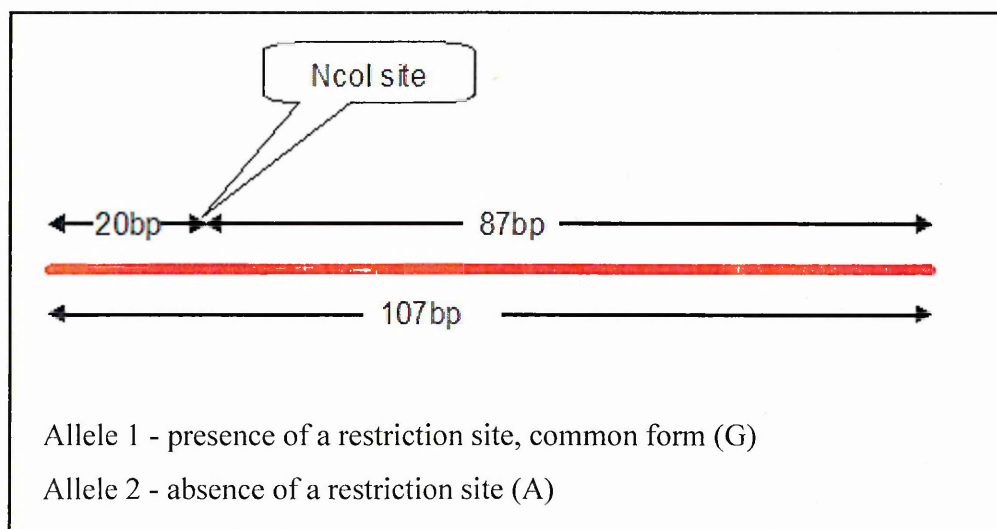 NcoI site
20bp
87bp
107bp
Allele 1 - presence of a restriction site, common form (G)
Allele 2 - absence of a restriction site (A)